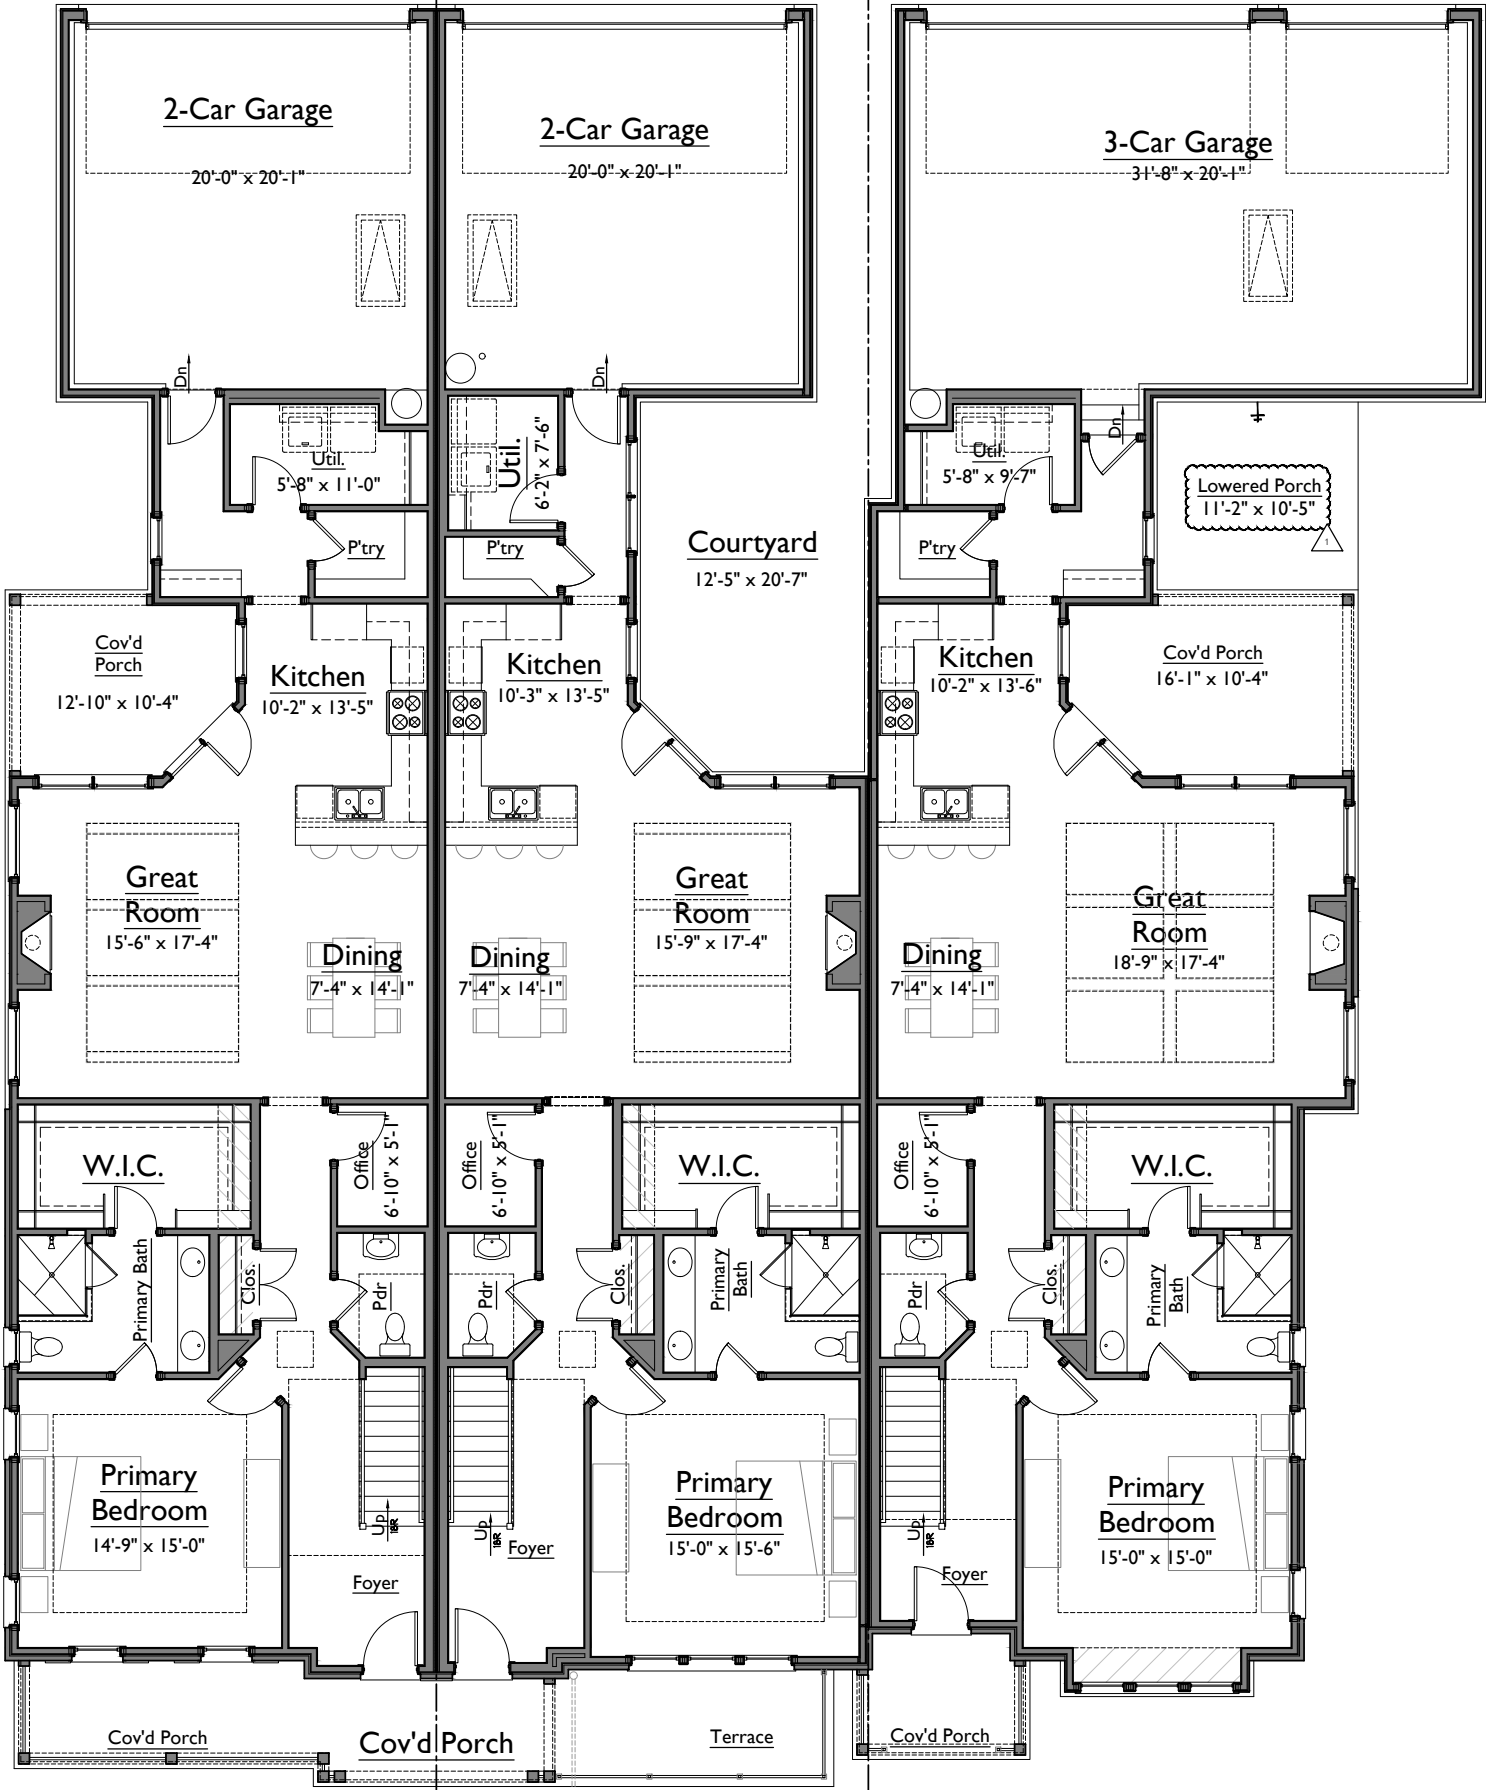 2-Car Garage
20'-0" x 20'-1"
2-Car Garage
20'-0" x 20'-1"
3-Car Garage
31'-8" x 20'-1"
Dn
Dn
Dn
Util.
5'-8" x 11'-0"
Util.
6'-2" x 7'-6"
Util.
5'-8" x 9'-7"
Lowered Porch
11'-2" x 10'-5"
1
P'try
P'try
P'try
Courtyard
12'-5" x 20'-7"
Cov'd
Porch
12'-10" x 10'-4"
Kitchen
10'-2" x 13'-5"
Kitchen
10'-3" x 13'-5"
Kitchen
10'-2" x 13'-6"
Cov'd Porch
16'-1" x 10'-4"
Great
Room
15'-6" x 17'-4"
Dining
7'-4" x 14'-1"
Dining
7'-4" x 14'-1"
Great
Room
15'-9" x 17'-4"
Dining
7'-4" x 14'-1"
Great
Room
18'-9" x 17'-4"
W.I.C.
Office
6'-10" x 5'-1"
Office
6'-10" x 5'-1"
W.I.C.
Office
6'-10" x 5'-1"
W.I.C.
Primary Bath
Clos.
Pdr
Pdr
Clos.
Primary
Bath
Pdr
Clos.
Primary
Bath
Primary
Bedroom
14'-9" x 15'-0"
Up
18R
Foyer
Up
18R
Foyer
Primary
Bedroom
15'-0" x 15'-6"
Up
18R
Foyer
Primary
Bedroom
15'-0" x 15'-0"
Cov'd Porch
Cov'd Porch
Terrace
Cov'd Porch